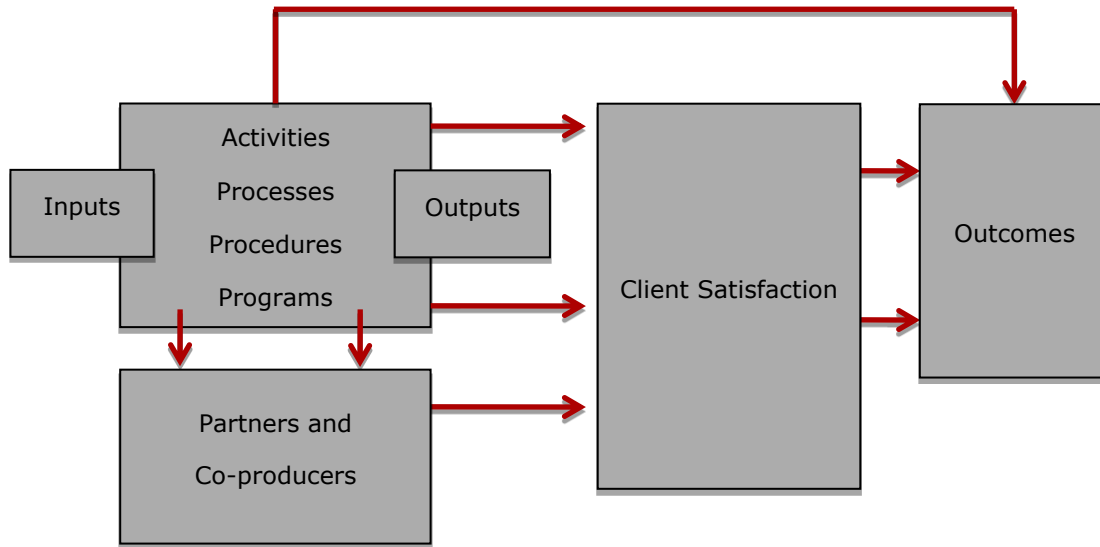 Inputs
Activities
Processes
Procedures
Programs
Outputs
Partners and
Co-producers
Client Satisfaction
Outcomes